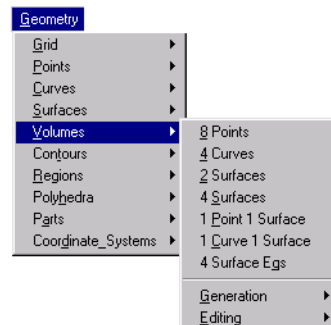 Geometry
Grid
Points
Curves
Surfaces
Volumes
Contours
Regions
Polyhedra
Parts
Coordinate_Systems
8 Points
4 Curves
2 Surfaces
4 Surfaces
1 Point 1 Surface
1 Curve 1 Surface
4 Surface Egs
Generation
Editing